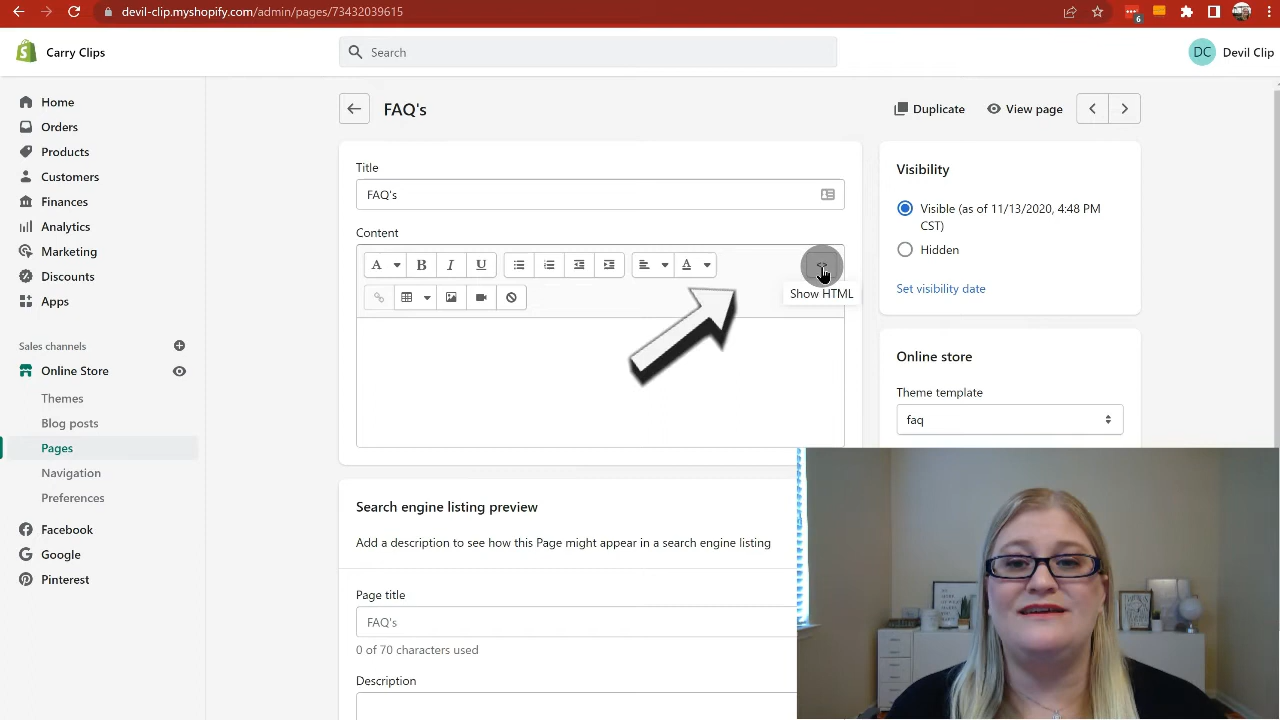 devil-clip.myshopify.com/admin/pages/73432039615
6
Carry Clips
Search
DC Devil Clip
Home
Orders
Products
Customers
Finances
Analytics
Marketing
Discounts
Apps
Sales channels
Online Store
Themes
Blog posts
Pages
Navigation
Preferences
Facebook
Google
Pinterest
FAQ's
Duplicate
View page
Title
FAQ's
Content
A B I U A
<>
Show HTML
Visibility
Visible (as of 11/13/2020, 4:48 PM
CST)
Hidden
Set visibility date
Online store
Theme template
faq
Search engine listing preview
Add a description to see how this Page might appear in a search engine listing
Page title
FAQ's
0 of 70 characters used
Description